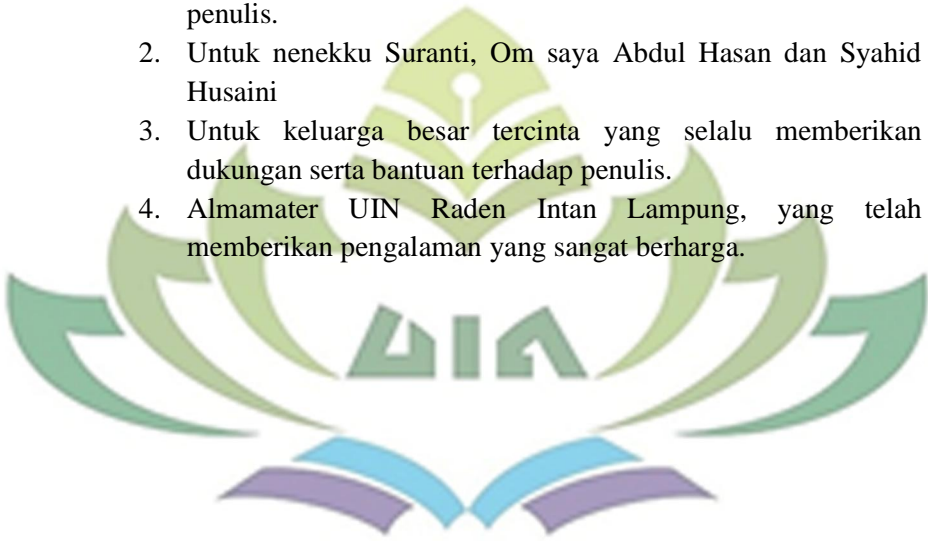 penulis.
2. Untuk nenekku Suranti, Om saya Abdul Hasan dan Syahid
Husaini
3. Untuk keluarga besar tercinta yang selalu memberikan
dukungan serta bantuan terhadap penulis.
4. Almamater UIN Raden Intan Lampung, yang telah
memberikan pengalaman yang sangat berharga.
UIN